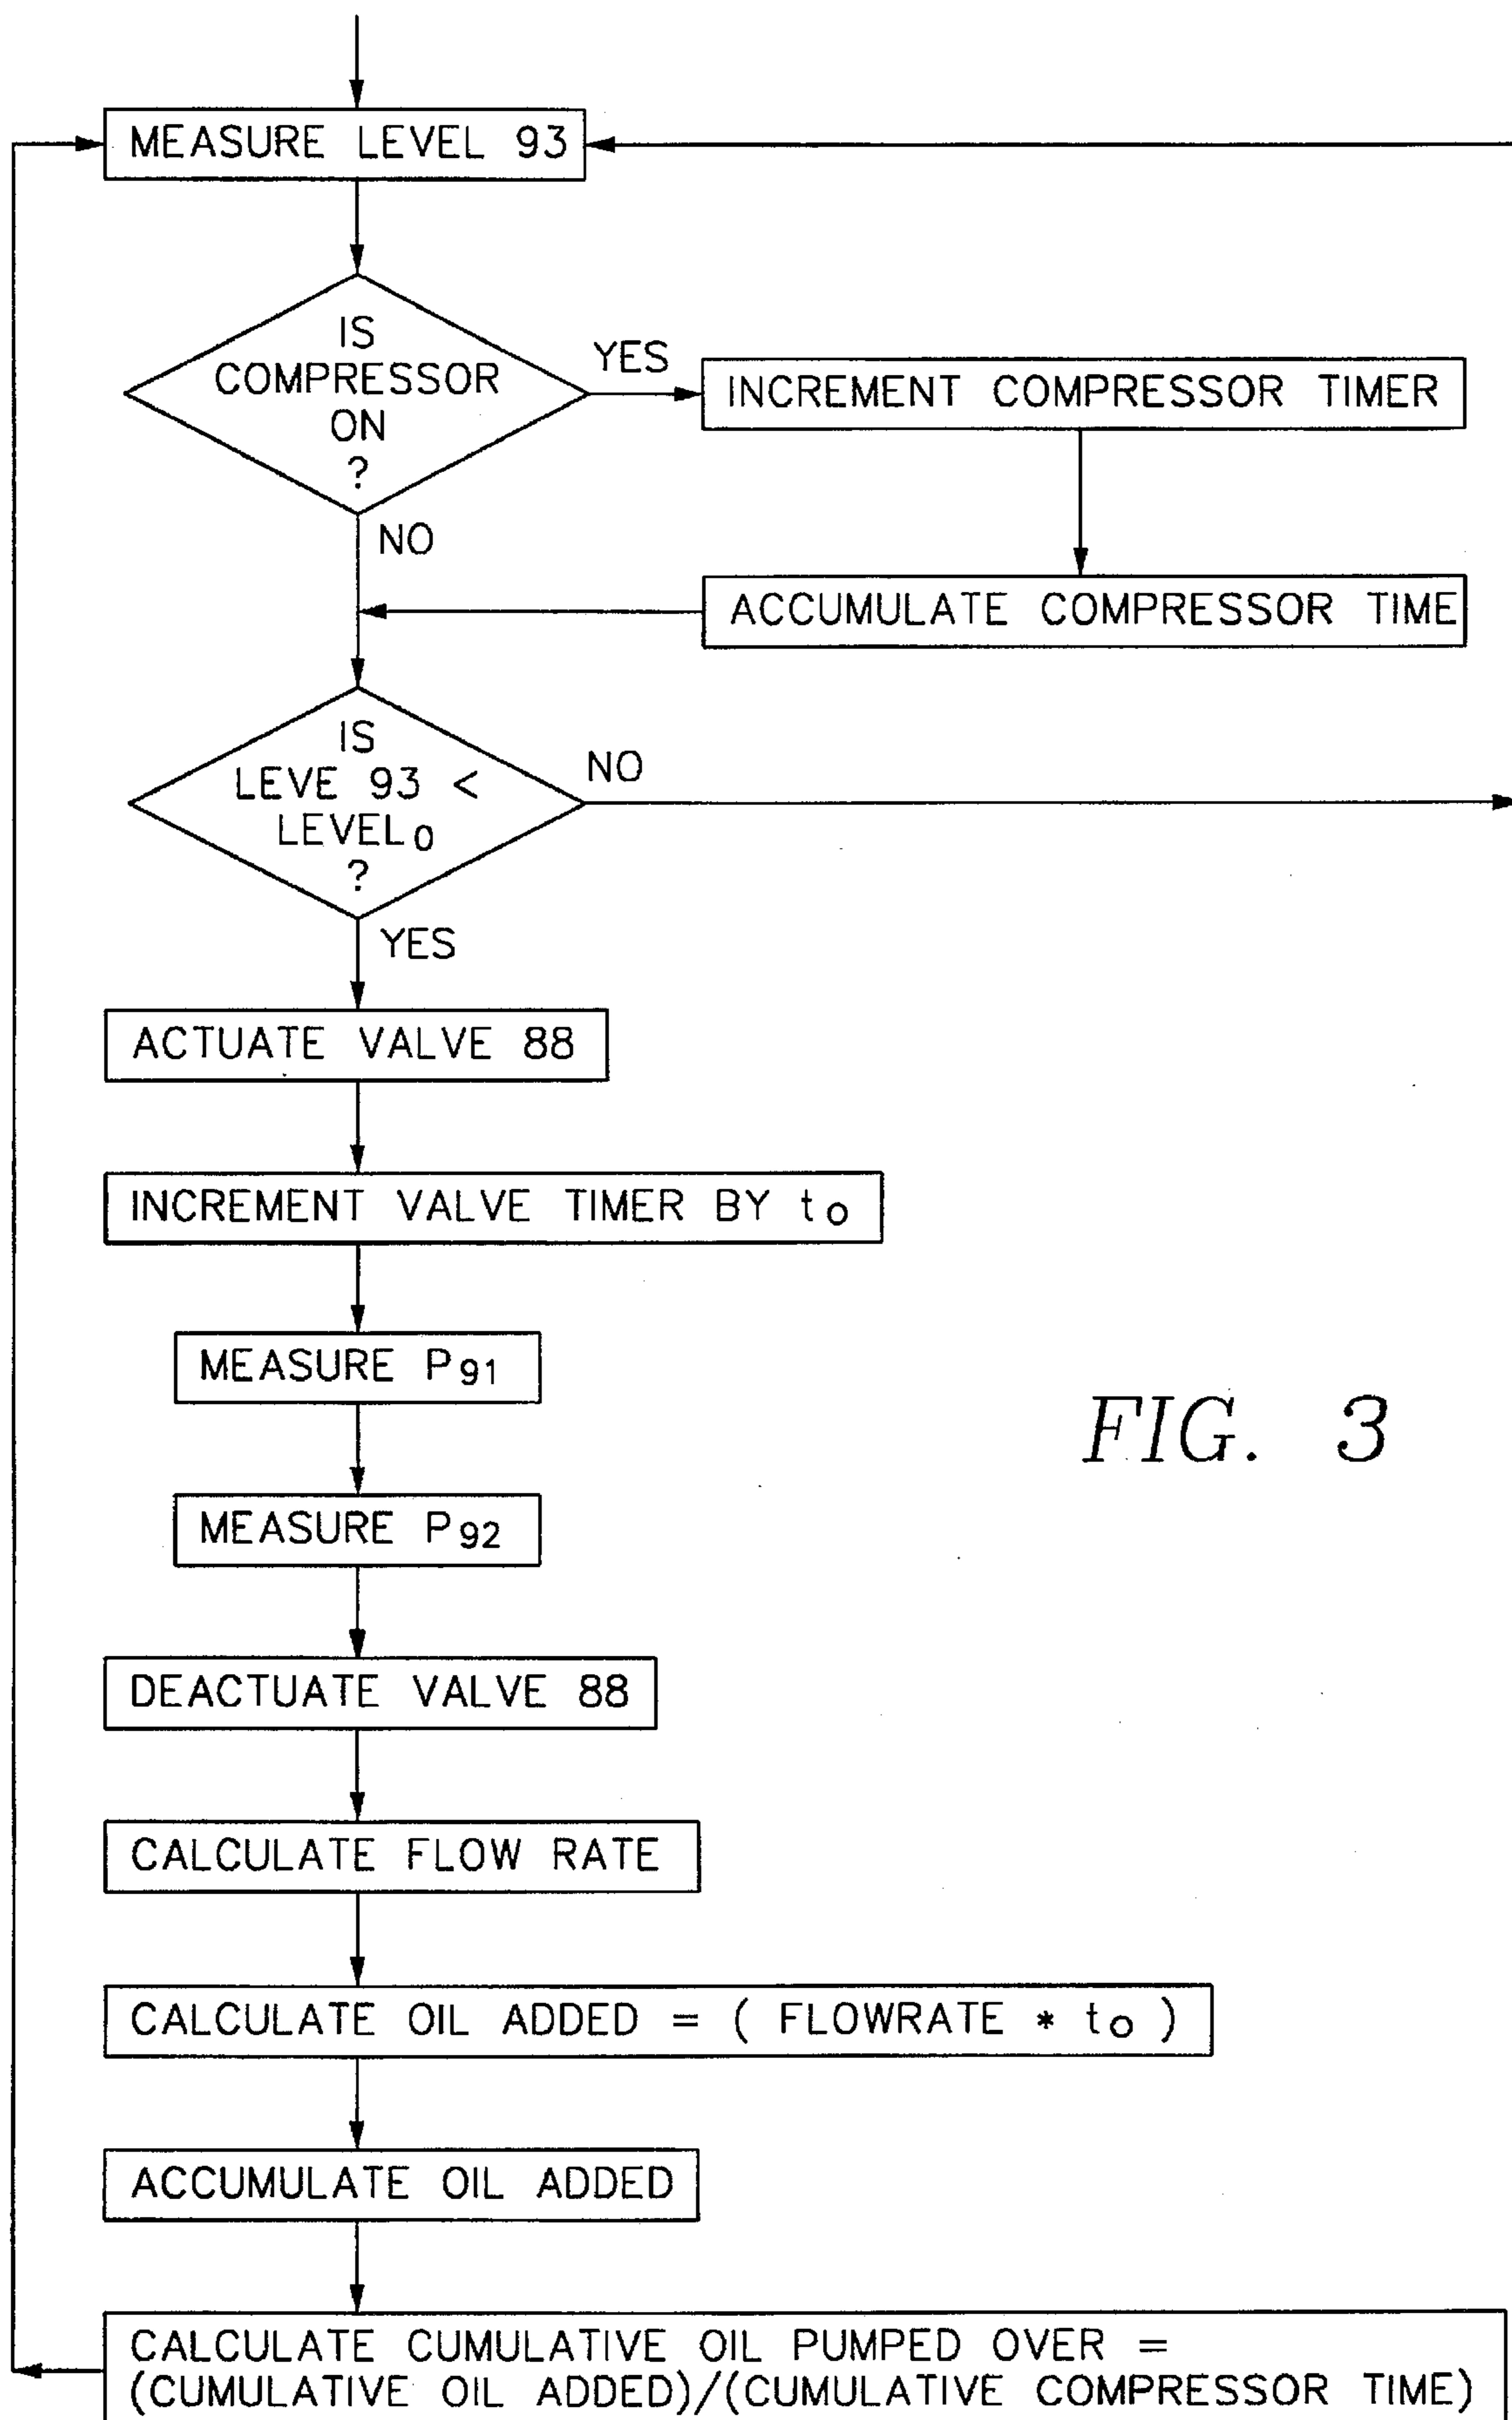 MEASURE LEVEL 93
IS
COMPRESSOR
ON
?
YES
INCREMENT COMPRESSOR TIMER
NO
ACCUMULATE COMPRESSOR TIME
IS
LEVE 93 <
LEVEL₀
?
NO
YES
ACTUATE VALVE 88
INCREMENT VALVE TIMER BY t₀
MEASURE P₉₁
FIG. 3
MEASURE P₉₂
DEACTUATE VALVE 88
CALCULATE FLOW RATE
CALCULATE OIL ADDED = ( FLOWRATE * t₀ )
ACCUMULATE OIL ADDED
CALCULATE CUMULATIVE OIL PUMPED OVER =
(CUMULATIVE OIL ADDED)/(CUMULATIVE COMPRESSOR TIME)